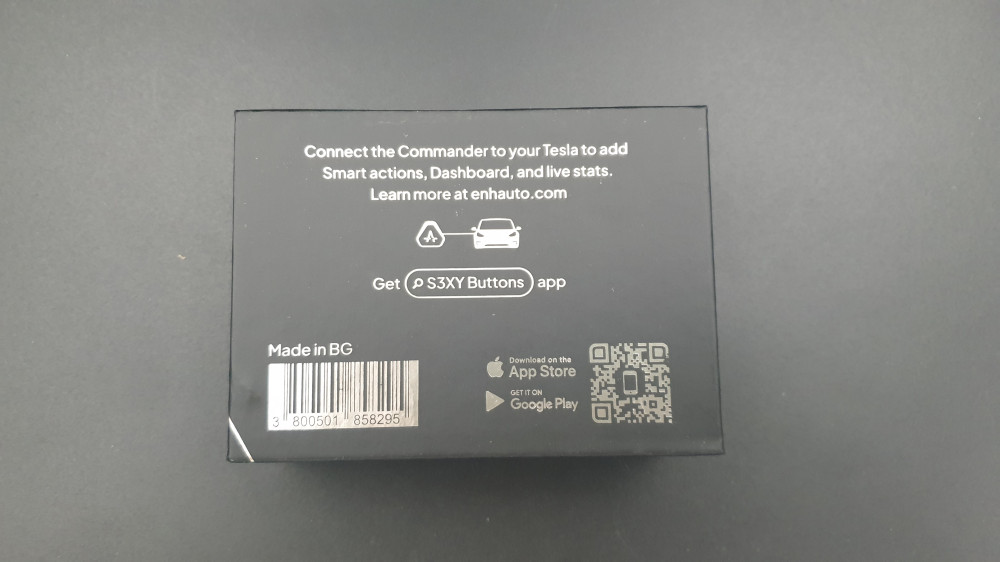 Connect the Commander to your Tesla to add
Smart actions, Dashboard, and live stats.
Learn more at enhauto.com
Get S3XY Buttons app
Made in BG
3 800501 858295
Download on the
App Store
GET IT ON
Google Play